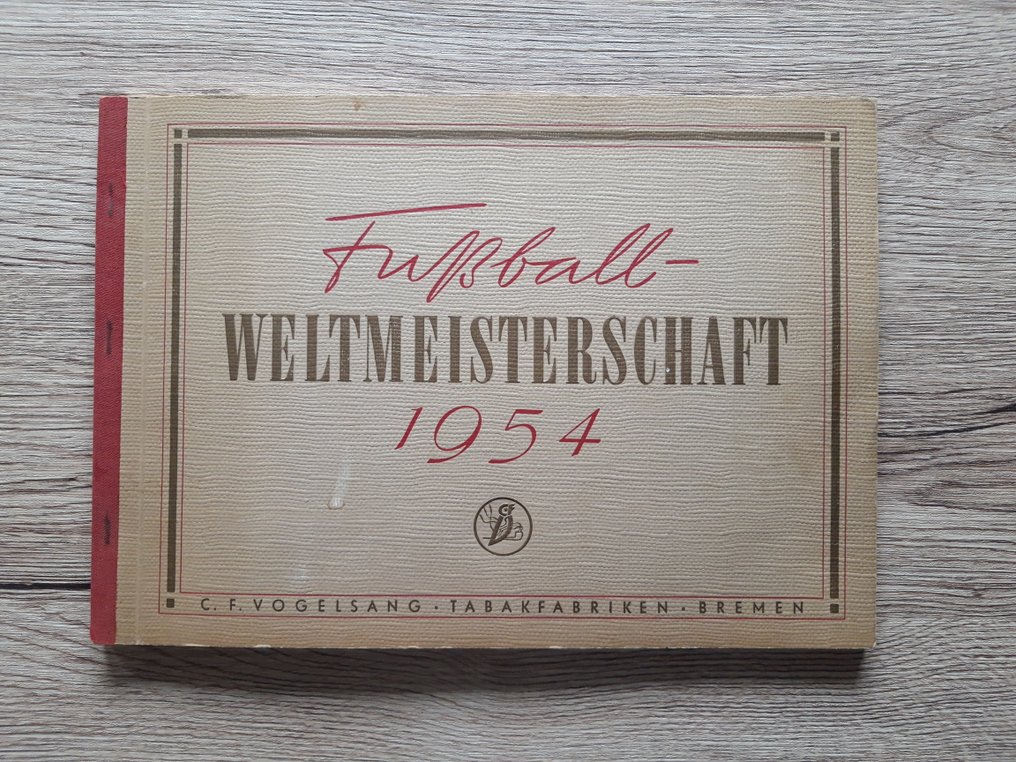 Fußball-
WELTMEISTERSCHAFT
1954
C. F. VOGELSANG · TABAKFABRIKEN · BREMEN